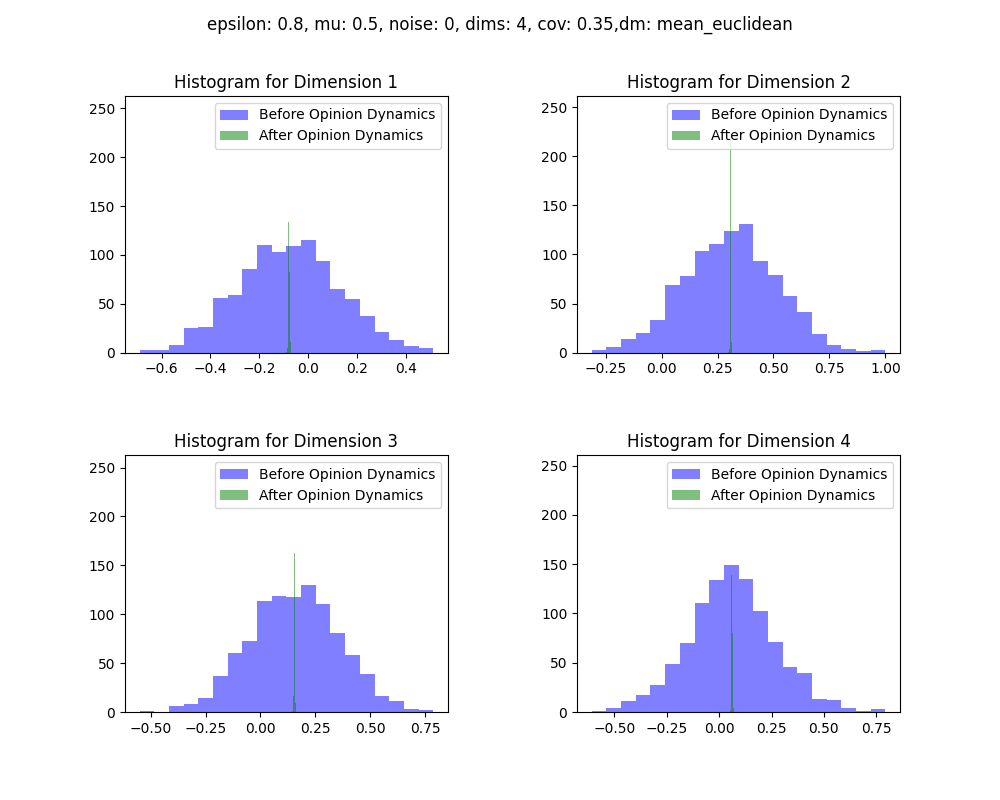 epsilon: 0.8, mu: 0.5, noise: 0, dims: 4, cov: 0.35,dm: mean_euclidean
Histogram for Dimension 1
Before Opinion Dynamics
After Opinion Dynamics
250
200
150
100
50
0
−0.6 −0.4 −0.2 0.0 0.2 0.4
Histogram for Dimension 2
Before Opinion Dynamics
After Opinion Dynamics
250
200
150
100
50
0
−0.25 0.00 0.25 0.50 0.75 1.00
Histogram for Dimension 3
Before Opinion Dynamics
After Opinion Dynamics
250
200
150
100
50
0
−0.50 −0.25 0.00 0.25 0.50 0.75
Histogram for Dimension 4
Before Opinion Dynamics
After Opinion Dynamics
250
200
150
100
50
0
−0.50 −0.25 0.00 0.25 0.50 0.75